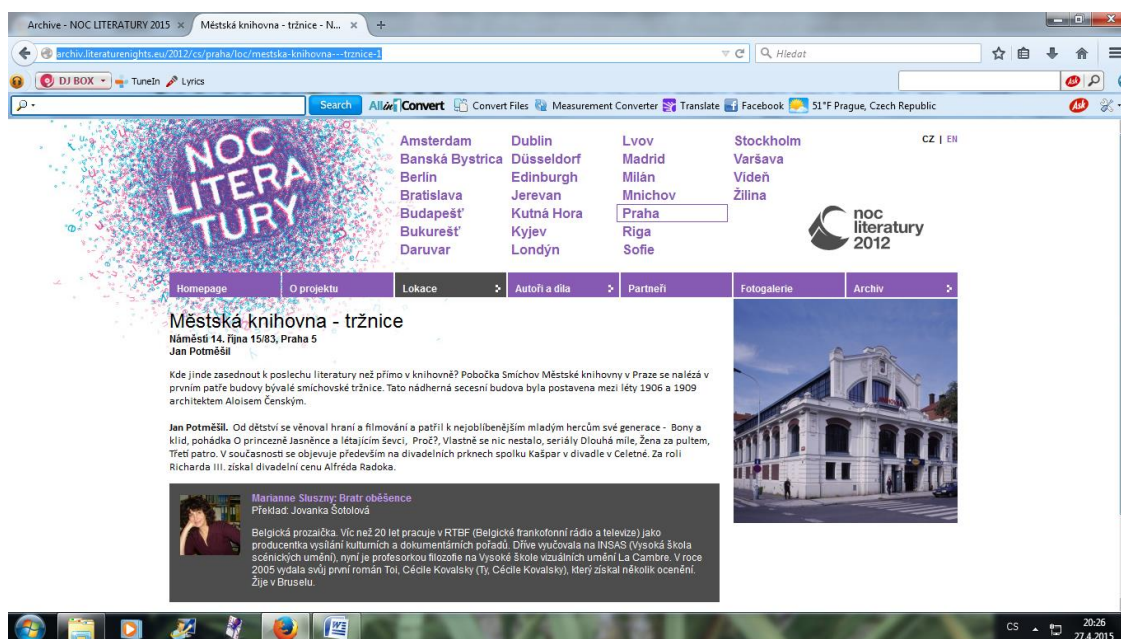 Archive - NOC LITERATURY 2015 ×
Městská knihovna - tržnice - N... ×
+
archiv.literaturenights.eu/2012/cs/praha/loc/mestska-knihovna---trznice-1
Hledat
DJ BOX
TuneIn
Lyrics
Ask
Search
Convert
Convert Files
Measurement Converter
Translate
Facebook
51°F Prague, Czech Republic
Ask
NOC
LITERA
TURY
Amsterdam Dublin Lvov Stockholm
Banská Bystrica Düsseldorf Madrid Varšava
Berlín Edinburgh Milán Vídeň
Bratislava Jerevan Mnichov Žilina
Budapešť Kutná Hora Praha
Bukurešť Kyjev Riga
Daruvar Londýn Sofie
CZ | EN
noc
literatury
2012
Homepage O projektu Lokace Autoři a díla Partneři Fotogalerie Archiv
Městská knihovna - tržnice
Náměstí 14. října 15/83, Praha 5
Jan Potměšil
Kde jinde zasednout k poslechu literatury než přímo v knihovně? Pobočka Smíchov Městské knihovny v Praze se nalézá v
prvním patře budovy bývalé smíchovské tržnice. Tato nádherná secesní budova byla postavena mezi léty 1906 a 1909
architektem Aloisem Čenským.
Jan Potměšil. Od dětství se věnoval hraní a filmování a patřil k nejoblíbenějším mladým hercům své generace - Bony a
klid, pohádka O princezně Jasněnce a létajícím ševci, Proč?, Vlastně se nic nestalo, seriály Dlouhá míle, Žena za pultem,
Třetí patro. V současnosti se objevuje především na divadelních prknech spolku Kašpar v divadle v Celetné. Za roli
Richarda III. získal divadelní cenu Alfréda Radoka.
Marianne Sluszny: Bratr oběšence
Překlad: Jovanka Šotolová
Belgická prozaička. Víc než 20 let pracuje v RTBF (Belgické frankofonní rádio a televize) jako
producentka vysílání kulturních a dokumentárních pořadů. Dříve vyučovala na INSAS (Vysoká škola
scénických umění), nyní je profesorkou filozofie na Vysoké škole vizuálních umění La Cambre. V roce
2005 vydala svůj první román Toi, Cécile Kovalsky (Ty, Cécile Kovalsky), který získal několik ocenění.
Žije v Bruselu.
CS
20:26
27.4.2015